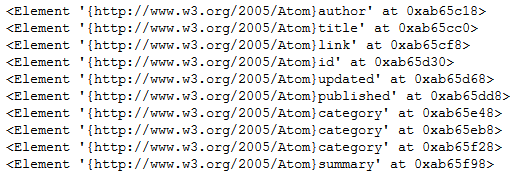 <Element '{http://www.w3.org/2005/Atom}author' at 0xab65c18>
<Element '{http://www.w3.org/2005/Atom}title' at 0xab65cc0>
<Element '{http://www.w3.org/2005/Atom}link' at 0xab65cf8>
<Element '{http://www.w3.org/2005/Atom}id' at 0xab65d30>
<Element '{http://www.w3.org/2005/Atom}updated' at 0xab65d68>
<Element '{http://www.w3.org/2005/Atom}published' at 0xab65dd8>
<Element '{http://www.w3.org/2005/Atom}category' at 0xab65e48>
<Element '{http://www.w3.org/2005/Atom}category' at 0xab65eb8>
<Element '{http://www.w3.org/2005/Atom}category' at 0xab65f28>
<Element '{http://www.w3.org/2005/Atom}summary' at 0xab65f98>